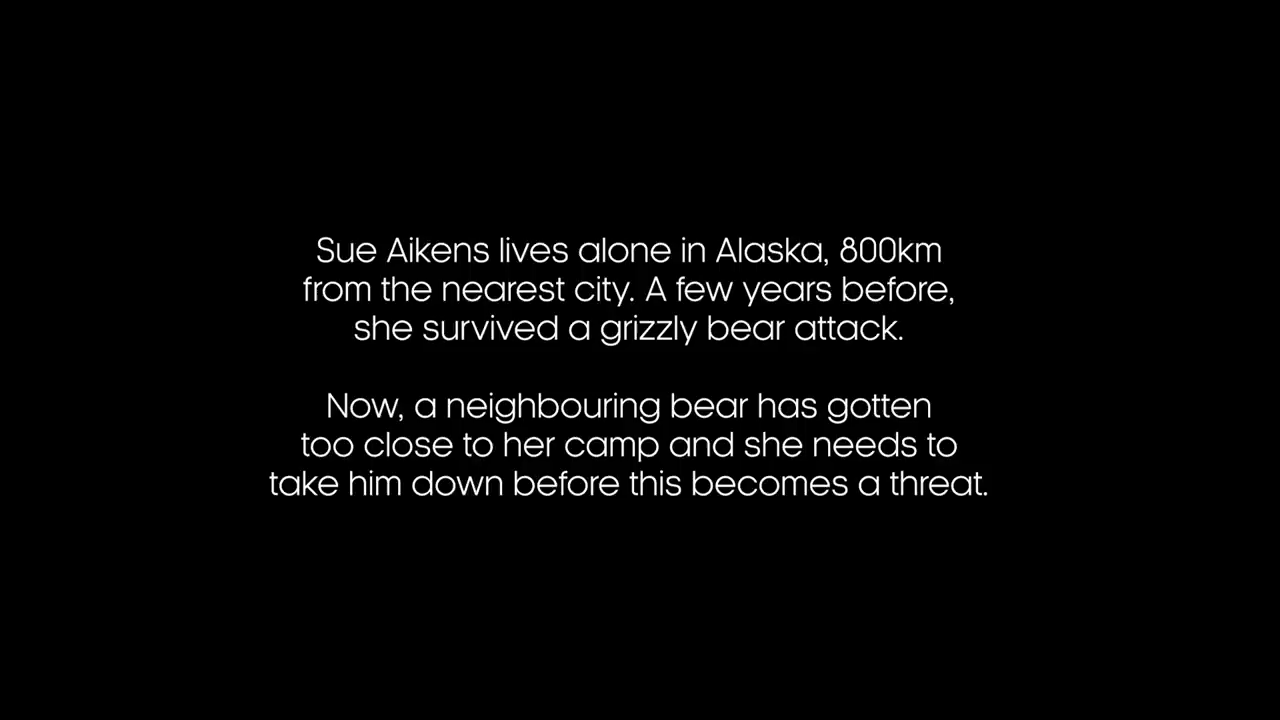 Sue Aikens lives alone in Alaska, 800km
from the nearest city. A few years before,
she survived a grizzly bear attack.
Now, a neighbouring bear has gotten
too close to her camp and she needs to
take him down before this becomes a threat.